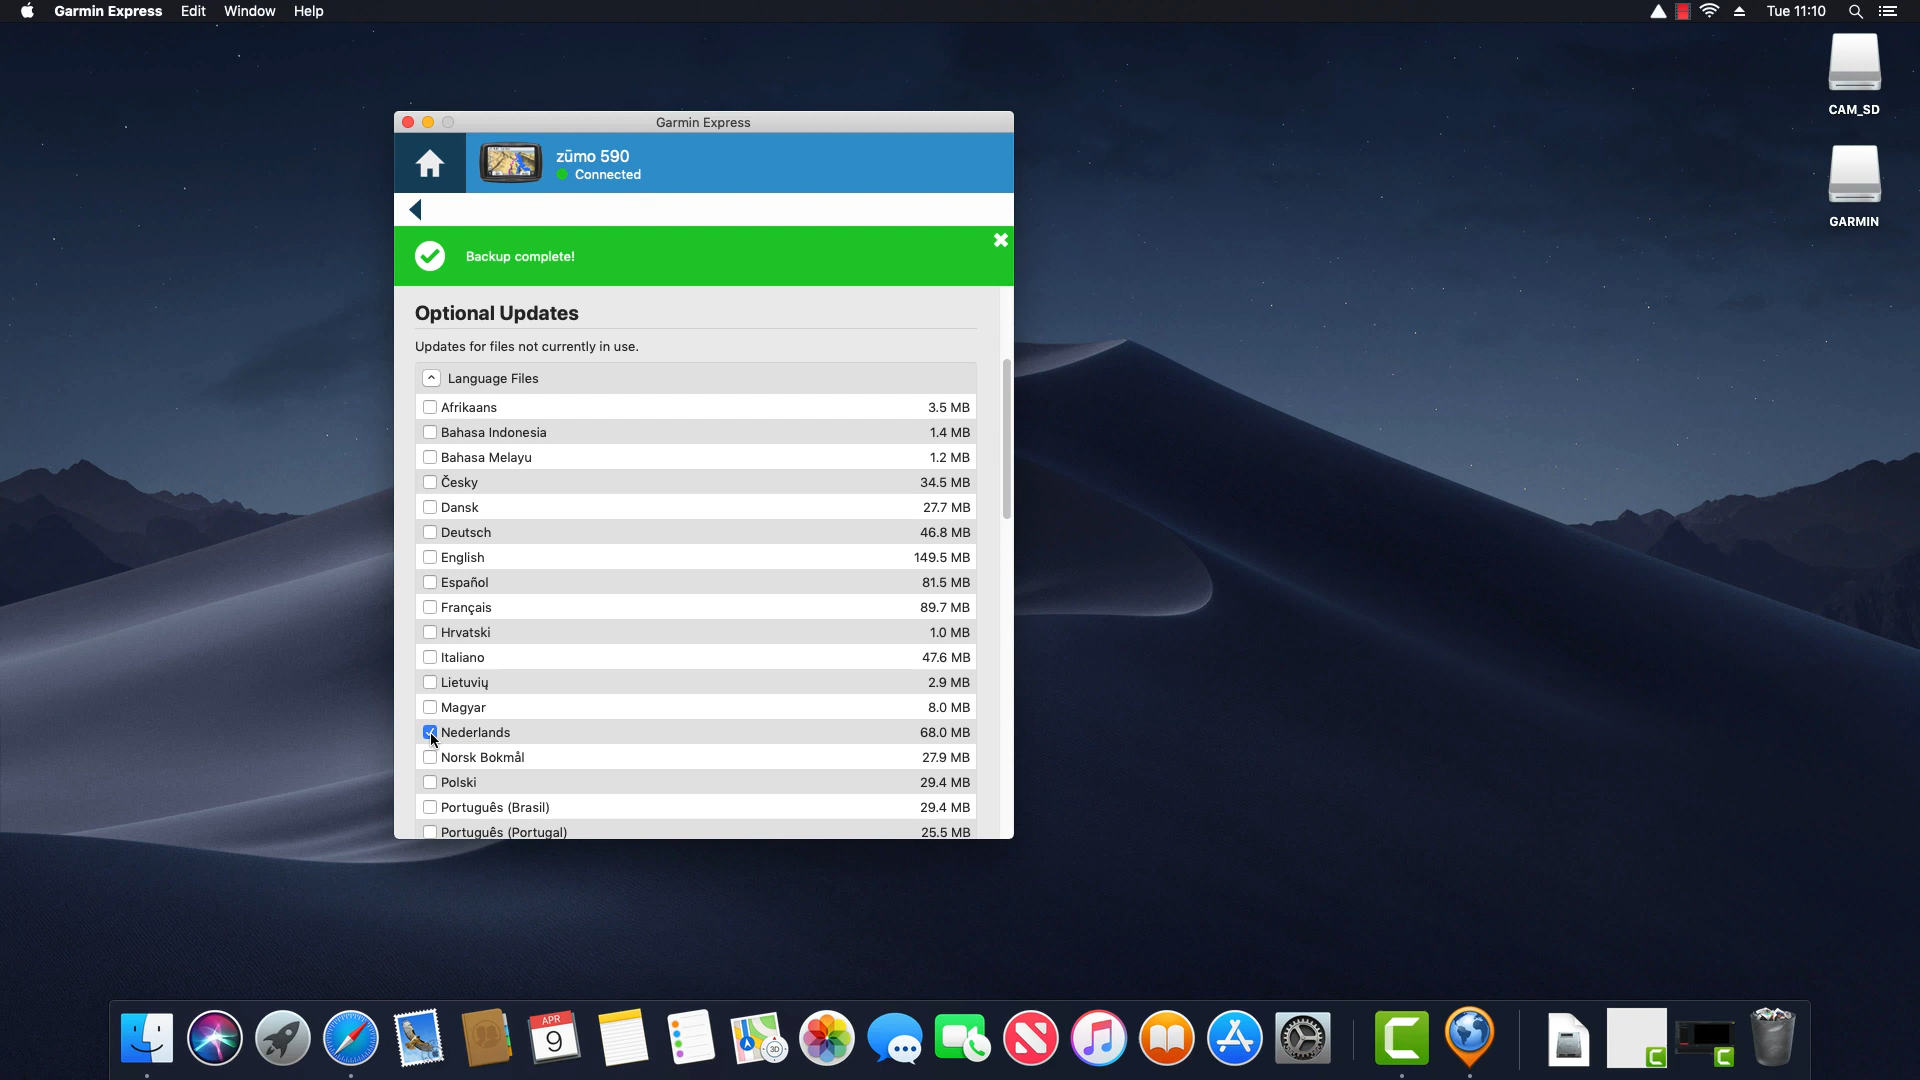 Garmin Express Edit Window Help Tue 11:10
CAM_SD
GARMIN
Garmin Express
zūmo 590
Connected
Backup complete!
Optional Updates
Updates for files not currently in use.
Language Files
Afrikaans 3.5 MB
Bahasa Indonesia 1.4 MB
Bahasa Melayu 1.2 MB
Česky 34.5 MB
Dansk 27.7 MB
Deutsch 46.8 MB
English 149.5 MB
Español 81.5 MB
Français 89.7 MB
Hrvatski 1.0 MB
Italiano 47.6 MB
Lietuvių 2.9 MB
Magyar 8.0 MB
Nederlands 68.0 MB
Norsk Bokmål 27.9 MB
Polski 29.4 MB
Português (Brasil) 29.4 MB
Português (Portugal) 25.5 MB
APR
9
3D